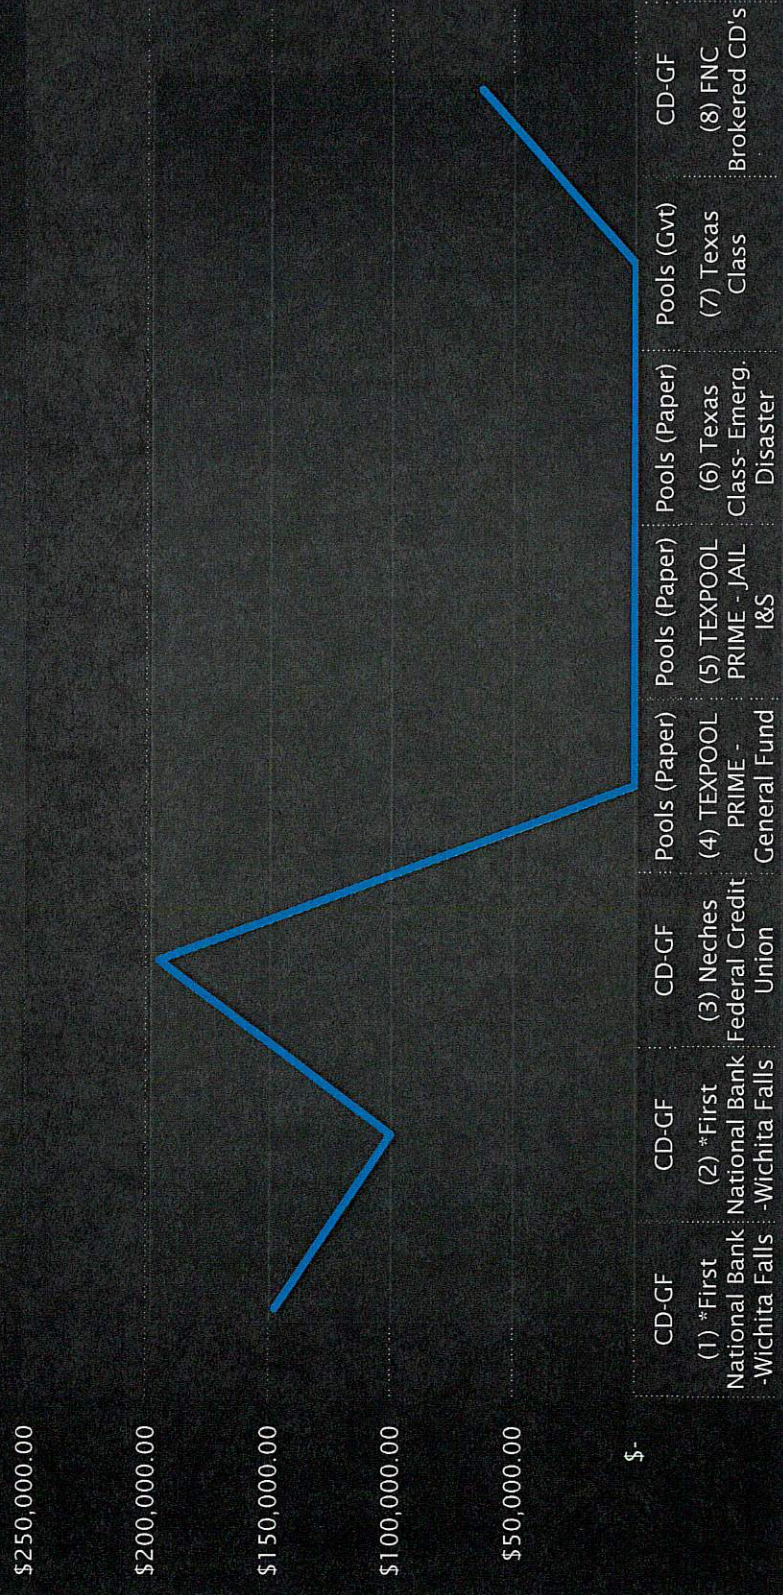 $250,000.00
$200,000.00
$150,000.00
$100,000.00
$50,000.00
$-
CD-GF
(1) *First
National Bank
-Wichita Falls
CD-GF
(2) *First
National Bank
-Wichita Falls
CD-GF
(3) Neches
Federal Credit
Union
Pools (Paper)
(4) TEXPOOL
PRIME -
General Fund
Pools (Paper)
(5) TEXPOOL
PRIME - JAIL
I&S
Pools (Paper)
(6) Texas
Class- Emerg.
Disaster
Pools (Gvt)
(7) Texas
Class
CD-GF
(8) FNC
Brokered CD's